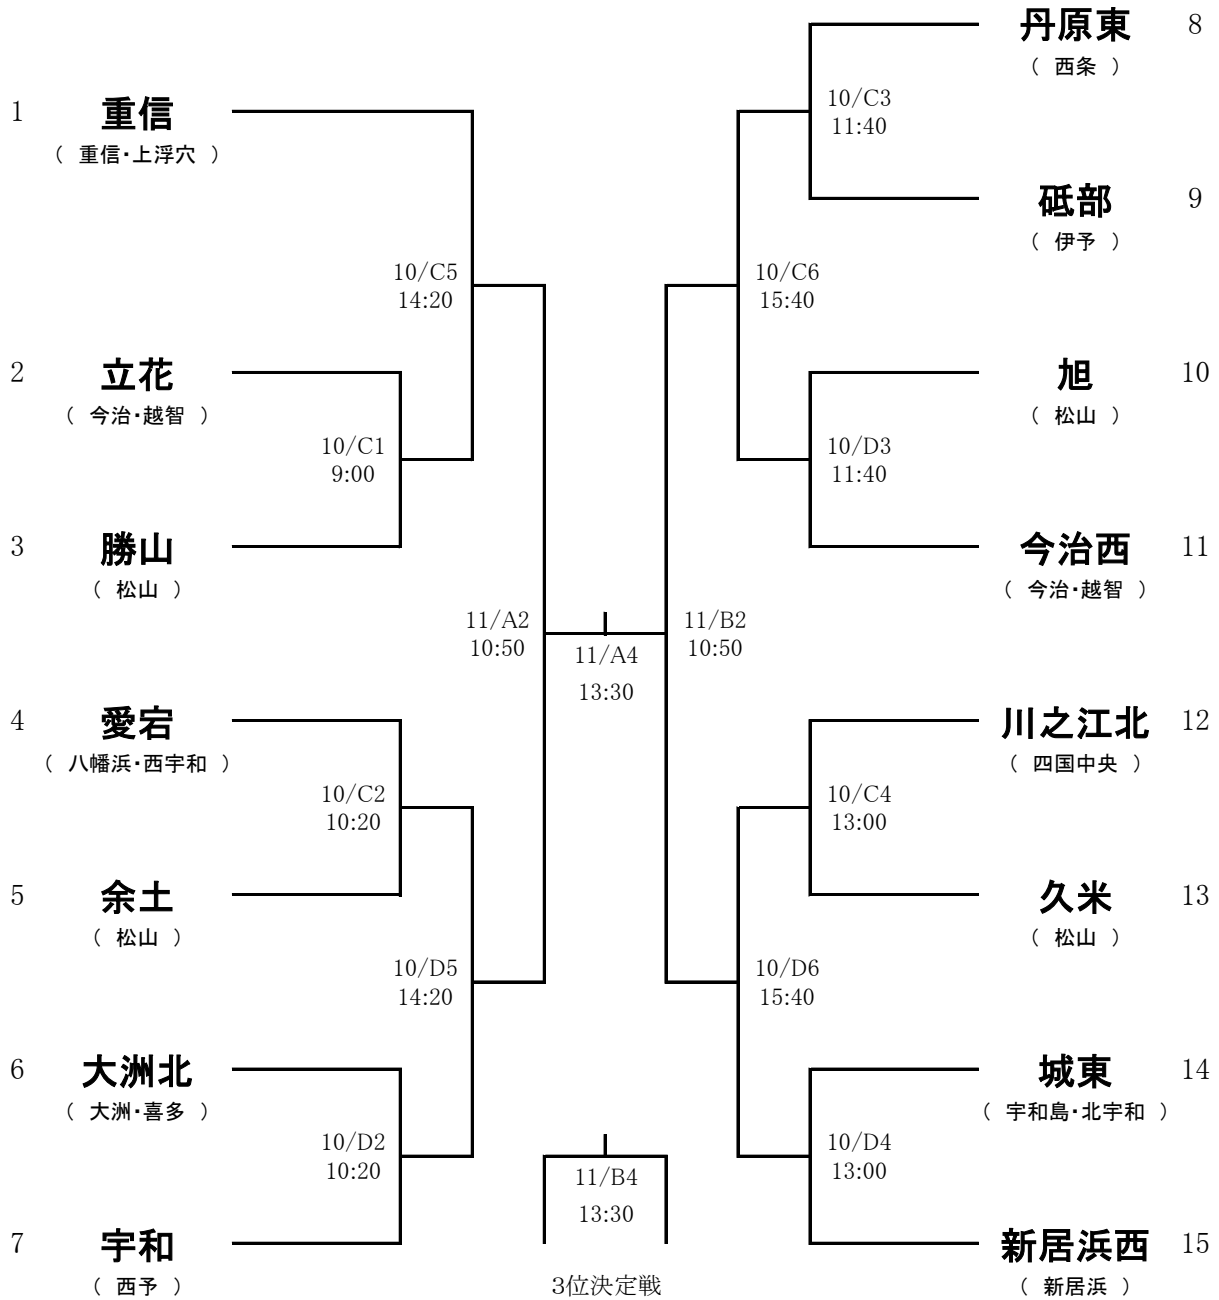 1 重信
( 重信・上浮穴 )
10/C5
14:20
2 立花
( 今治・越智 )
10/C1
9:00
3 勝山
( 松山 )
11/A2
10:50
4 愛宕
( 八幡浜・西宇和 )
10/C2
10:20
5 余土
( 松山 )
10/D5
14:20
6 大洲北
( 大洲・喜多 )
10/D2
10:20
7 宇和
( 西予 )
11/A4
13:30
11/B4
13:30
3位決定戦
丹原東 8
( 西条 )
10/C3
11:40
砥部 9
( 伊予 )
10/C6
15:40
旭 10
( 松山 )
10/D3
11:40
今治西 11
( 今治・越智 )
11/B2
10:50
川之江北 12
( 四国中央 )
10/C4
13:00
久米 13
( 松山 )
10/D6
15:40
城東 14
( 宇和島・北宇和 )
10/D4
13:00
新居浜西 15
( 新居浜 )